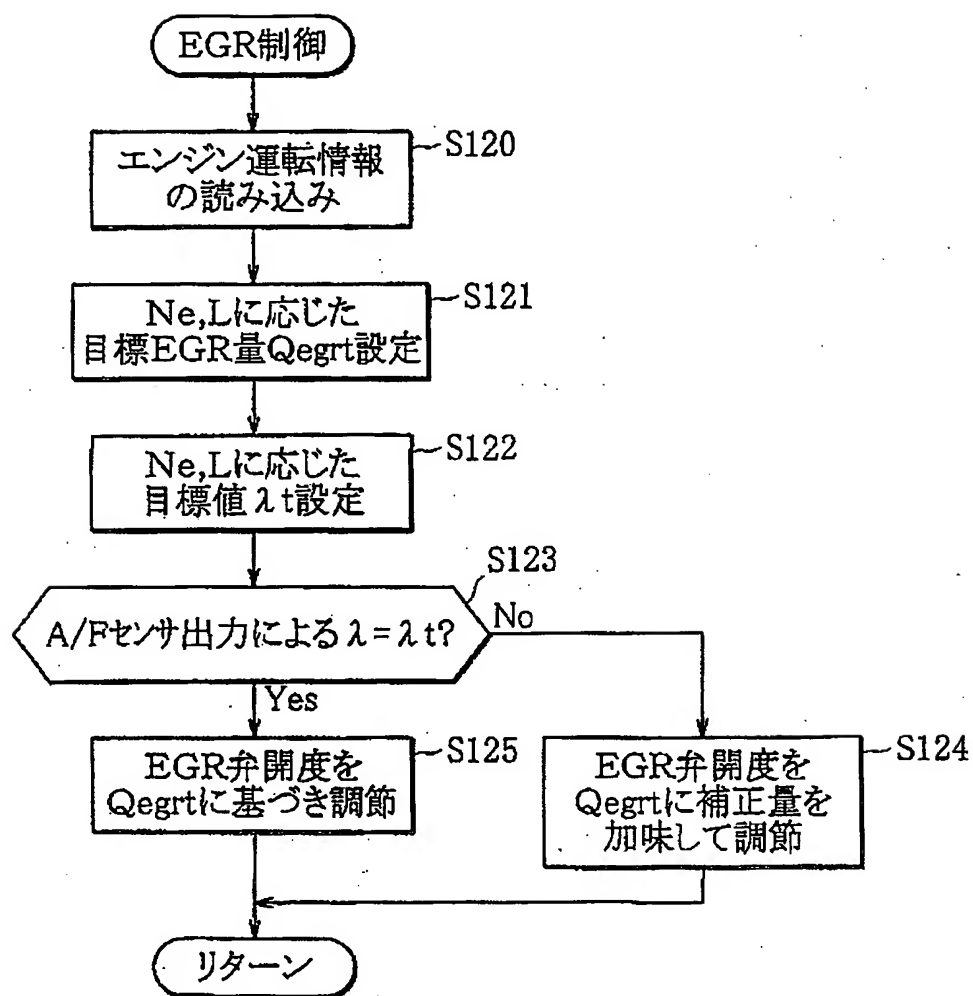 EGR制御
エンジン運転情報
の読み込み
S120
Ne,Lに応じた
目標EGR量Qegrt設定
S121
Ne,Lに応じた
目標値λt設定
S122
A/Fセンサ出力によるλ=λt?
S123
No
Yes
EGR弁開度を
Qegrtに基づき調節
S125
EGR弁開度を
Qegrtに補正量を
加味して調節
S124
リターン